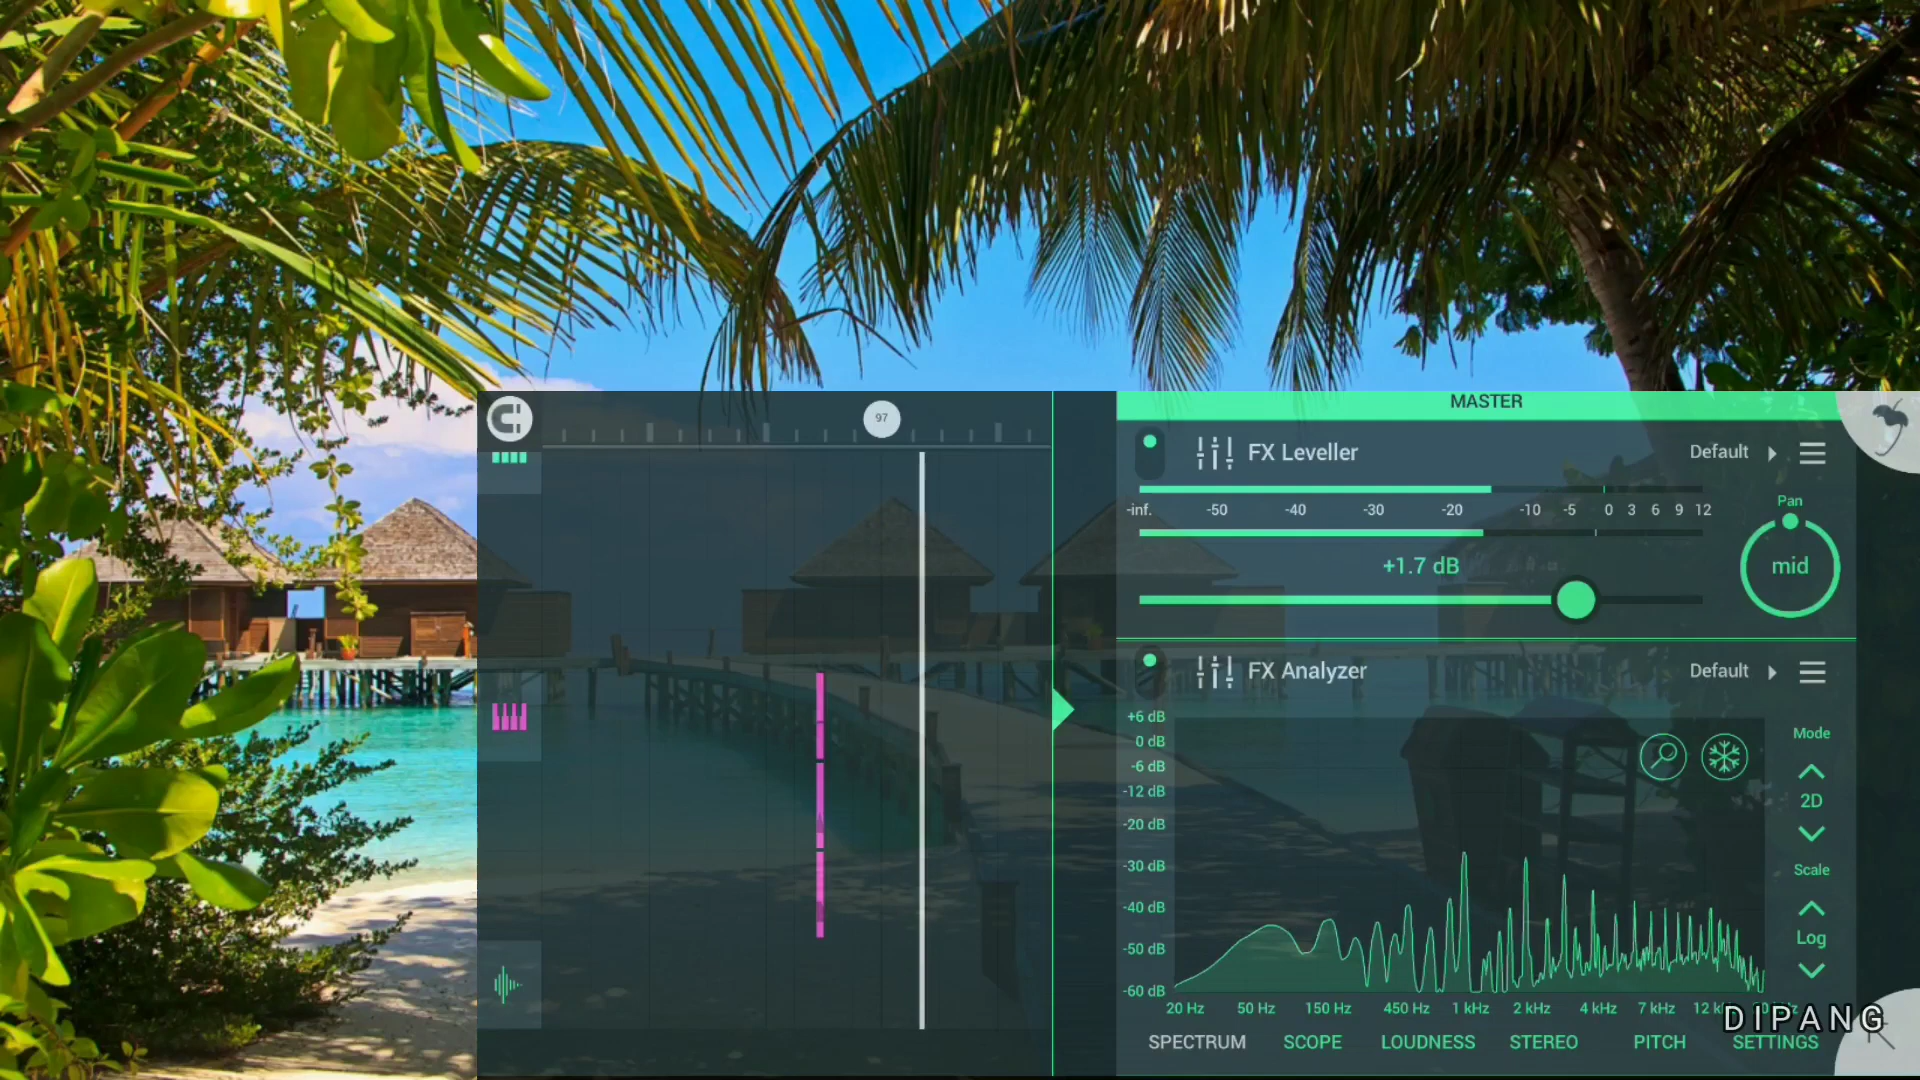 MASTER
97
FX Leveller
Default
-inf. -50 -40 -30 -20 -10 -5 0 3 6 9 12
Pan
mid
+1.7 dB
FX Analyzer
Default
+6 dB
0 dB
-6 dB
-12 dB
-20 dB
-30 dB
-40 dB
-50 dB
-60 dB
Mode
2D
Scale
Log
20 Hz 50 Hz 150 Hz 450 Hz 1 kHz 2 kHz 4 kHz 7 kHz
DIPANG
SPECTRUM SCOPE LOUDNESS STEREO PITCH SETTINGS